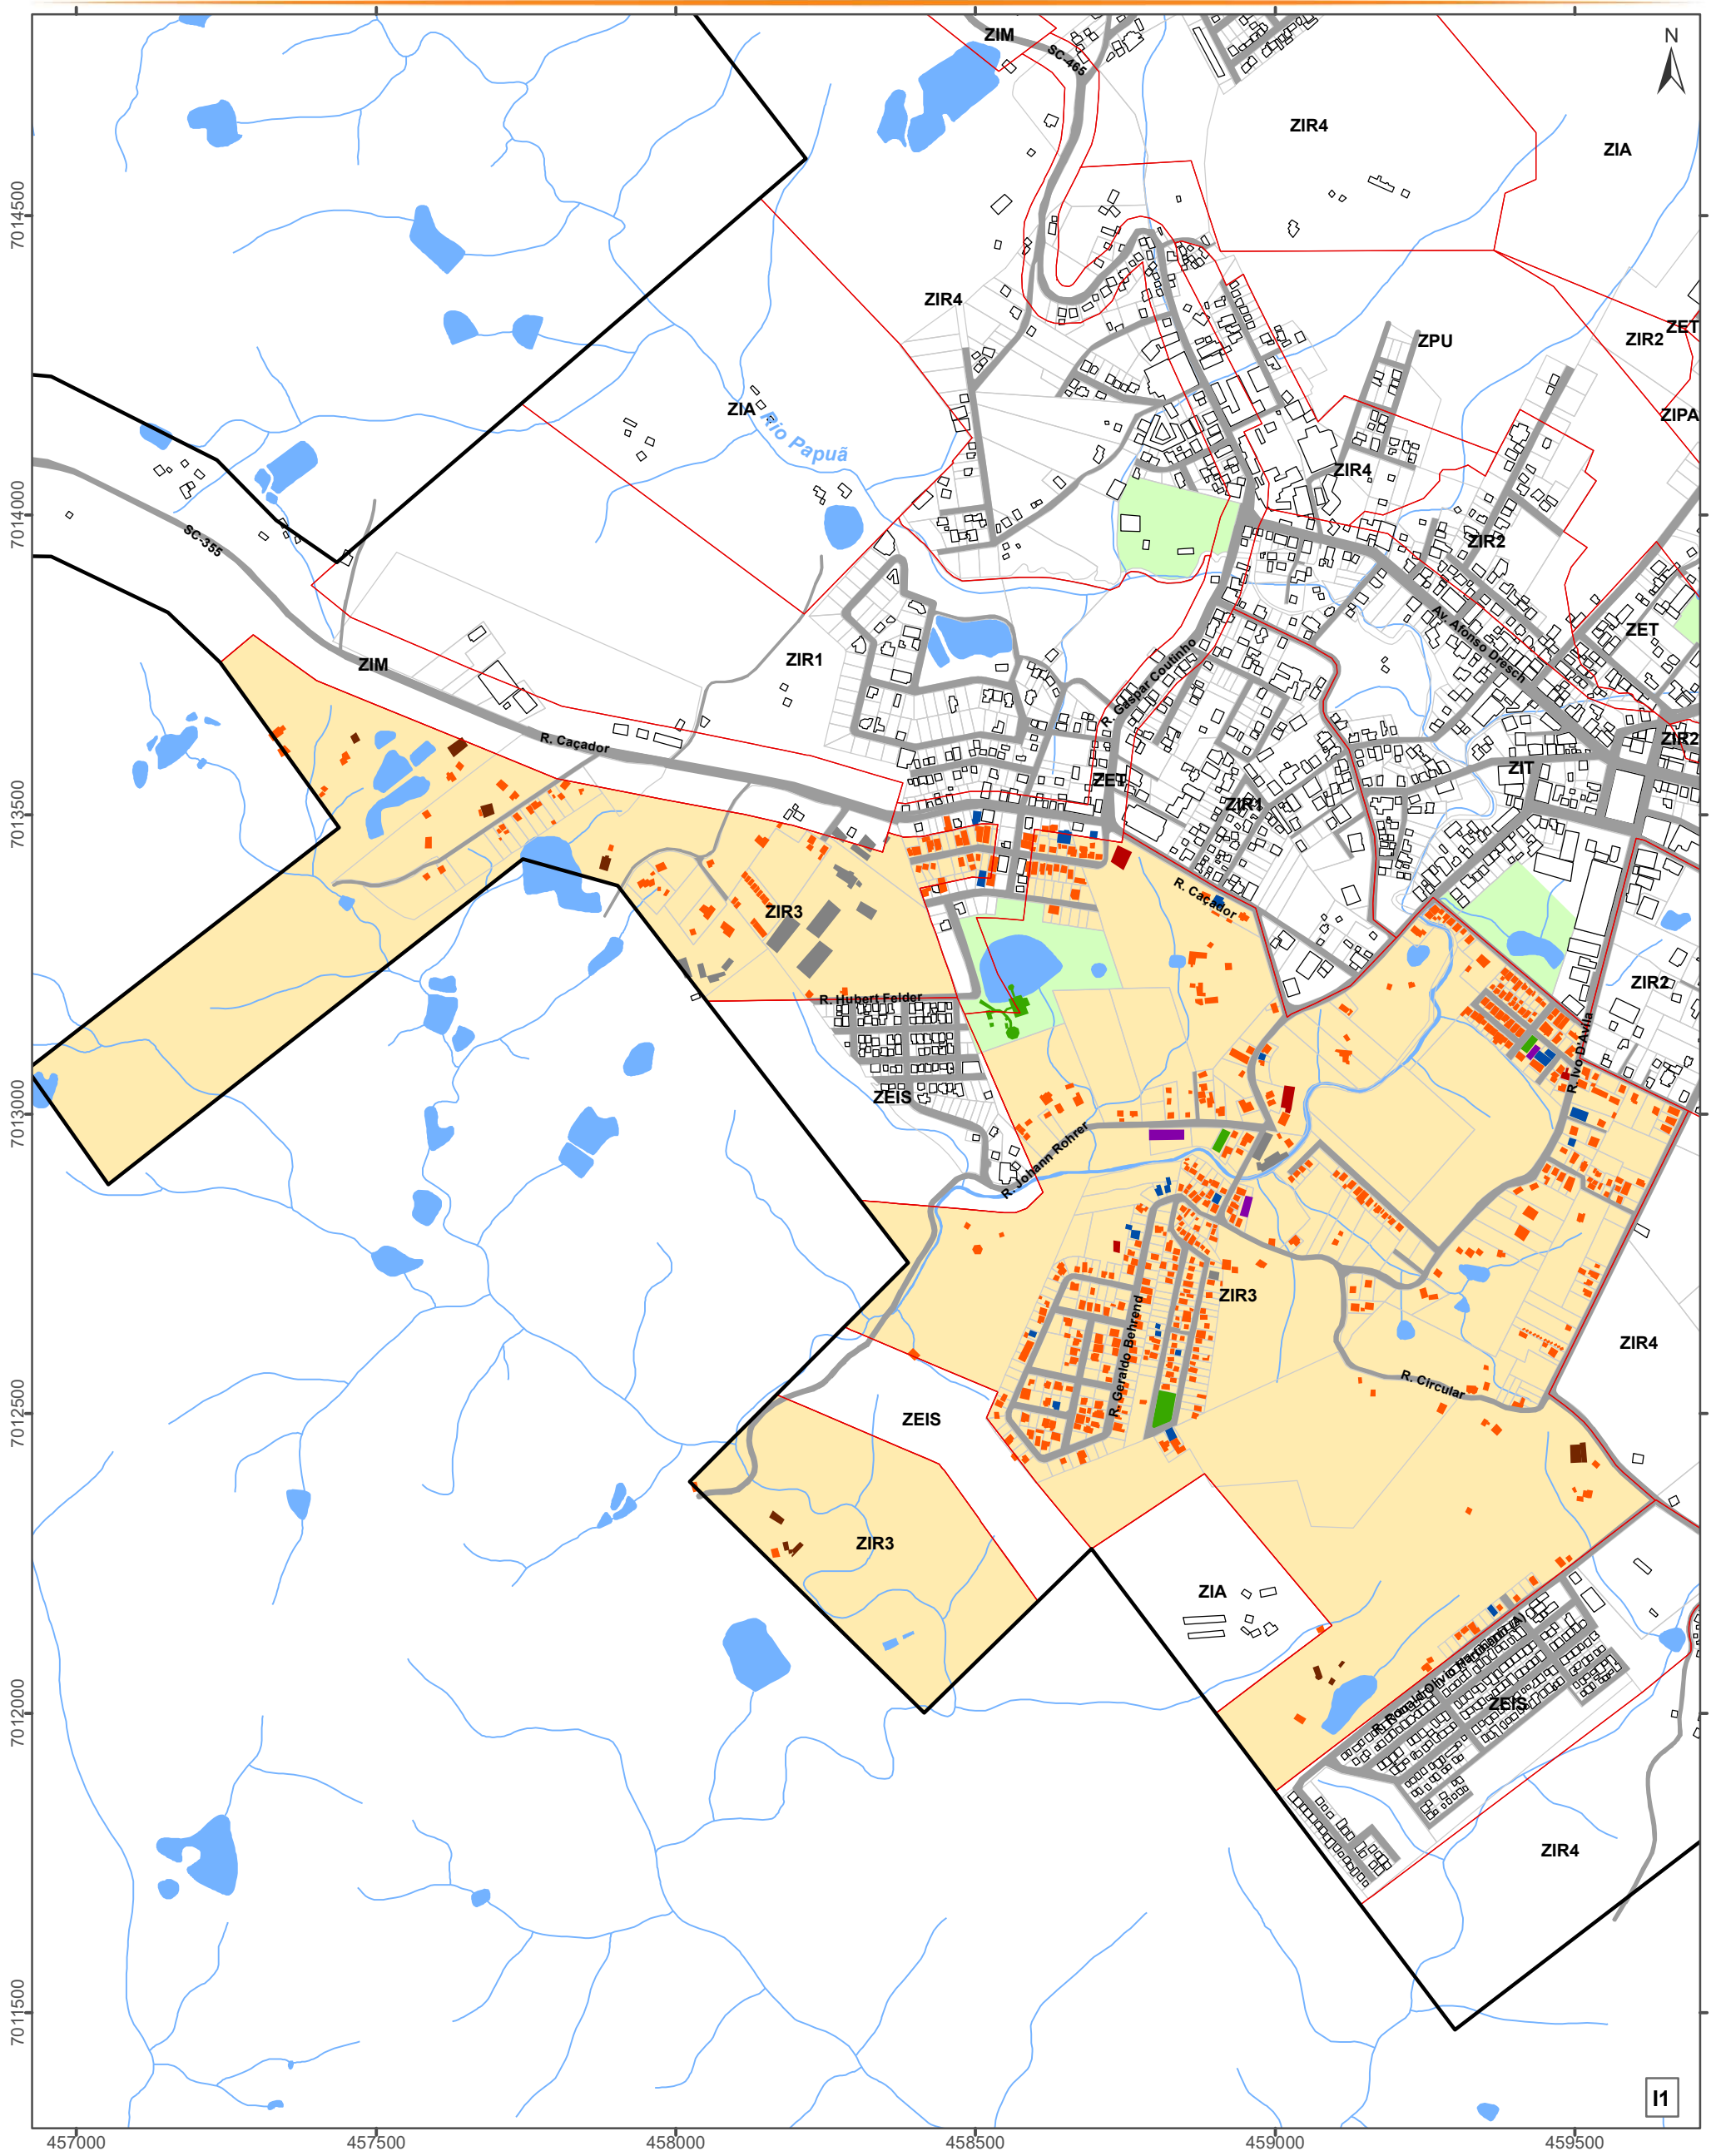 ZIM
SC-465
N
ZIR4
ZIA
7014500
ZIR4
ZET
ZPU
ZIR2
ZIA
ZIPA
Rio Papuã
ZIR4
7014000
SC-355
ZIR2
Av. Afonso Dresch
ZET
ZIR1
ZIM
R. Gaspar Coutinho
R. Caçador
ZIR2
ZIT
ZET
7013500
ZIR1
R. Caçador
ZIR3
ZIR2
R. Hubert Felder
R. Ivo D'Avila
ZEIS
7013000
R. Johann Rohrer
ZIR3
R. Geraldo Behrend
ZIR4
R. Circular
ZEIS
7012500
ZIR3
ZIA
ZEIS
7012000
ZIR4
7011500
I1
457000
457500
458000
458500
459000
459500